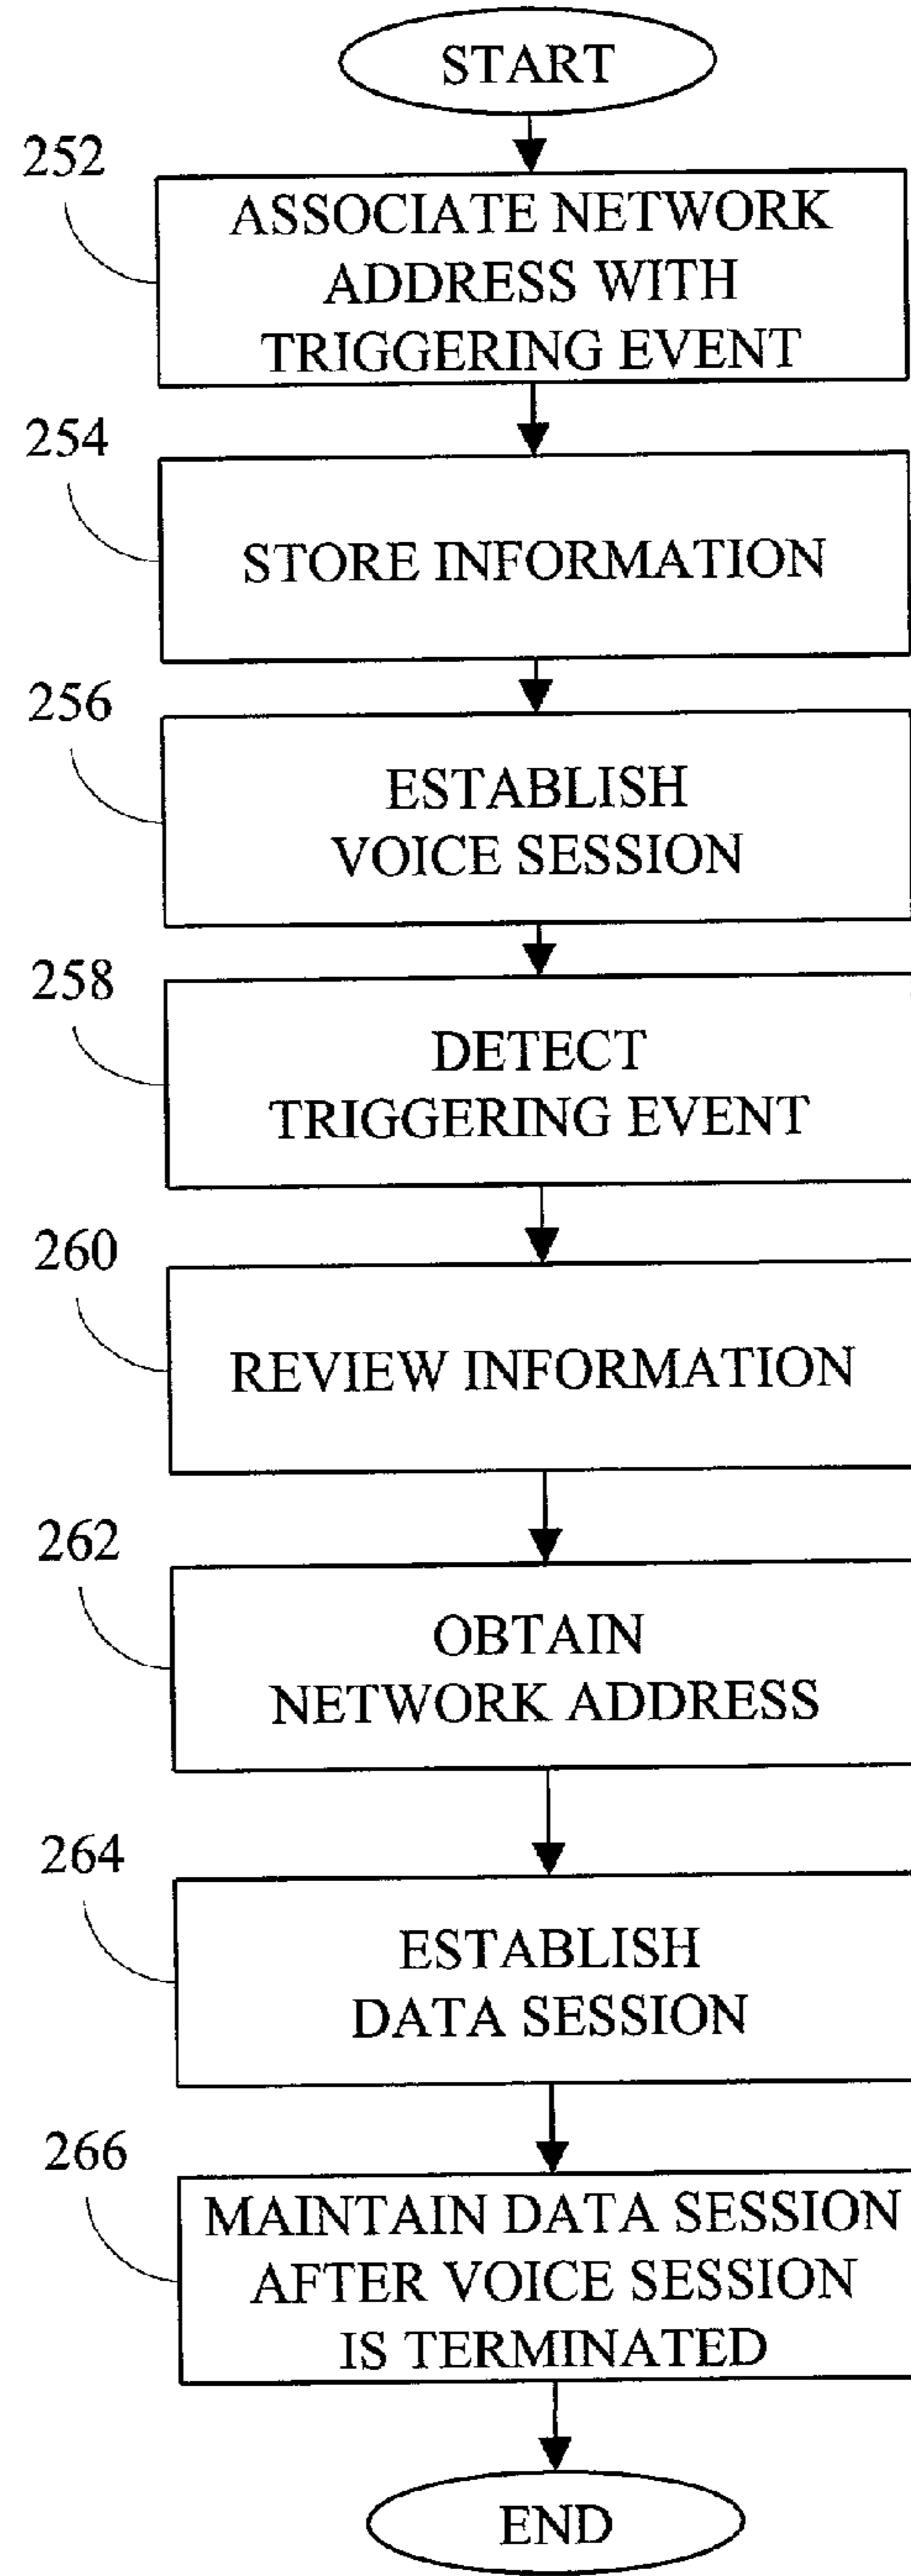 START
252
ASSOCIATE NETWORK
ADDRESS WITH
TRIGGERING EVENT
254
STORE INFORMATION
256
ESTABLISH
VOICE SESSION
258
DETECT
TRIGGERING EVENT
260
REVIEW INFORMATION
262
OBTAIN
NETWORK ADDRESS
264
ESTABLISH
DATA SESSION
266
MAINTAIN DATA SESSION
AFTER VOICE SESSION
IS TERMINATED
END